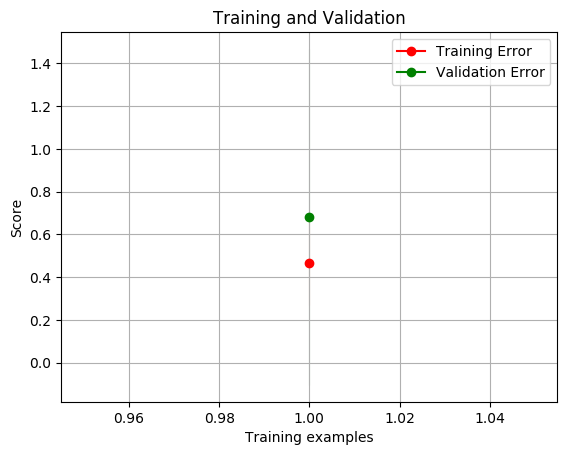 Training and Validation
Training Error
Validation Error
Score
1.4
1.2
1.0
0.8
0.6
0.4
0.2
0.0
0.96
0.98
1.00
1.02
1.04
Training examples